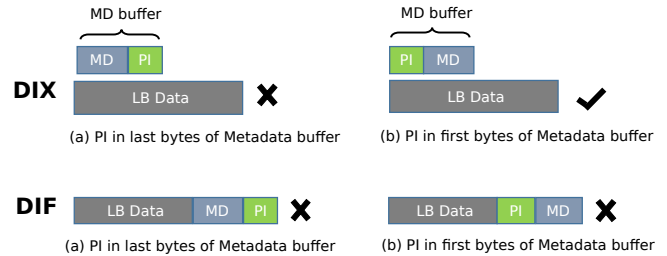 MD buffer
MD buffer
MD PI
PI MD
DIX
LB Data
LB Data
(a) PI in last bytes of Metadata buffer
(b) PI in first bytes of Metadata buffer
DIF
LB Data MD PI
LB Data PI MD
(a) PI in last bytes of Metadata buffer
(b) PI in first bytes of Metadata buffer